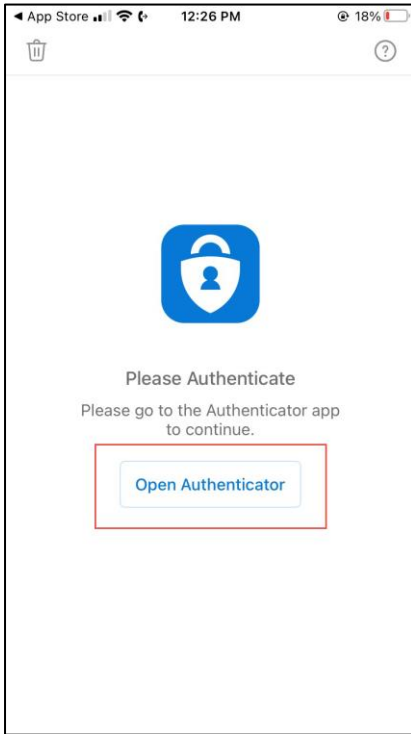 App Store 12:26 PM 18%
?
Please Authenticate
Please go to the Authenticator app
to continue.
Open Authenticator